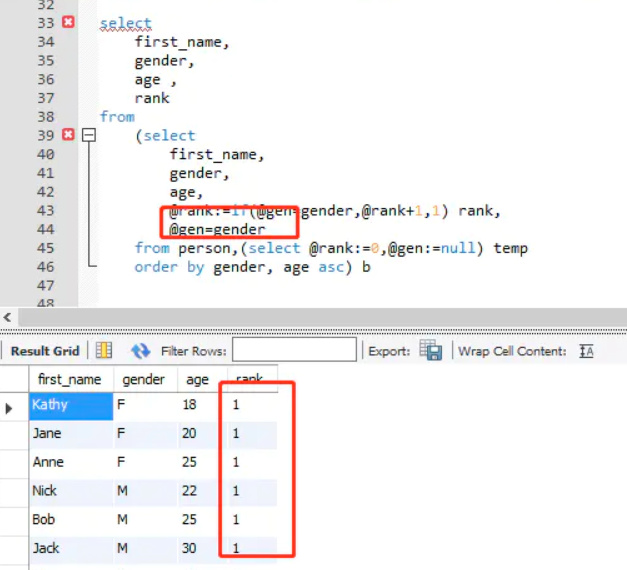 32
33 select
34 first_name,
35 gender,
36 age ,
37 rank
38 from
39 (select
40 first_name,
41 gender,
42 age,
43 @rank:=if(@gen=gender,@rank+1,1) rank,
44 @gen=gender
45 from person,(select @rank:=0,@gen:=null) temp
46 order by gender, age asc) b
47
48
Result Grid Filter Rows: Export: Wrap Cell Content: IA
first_name gender age rank
Kathy F 18 1
Jane F 20 1
Anne F 25 1
Nick M 22 1
Bob M 25 1
Jack M 30 1